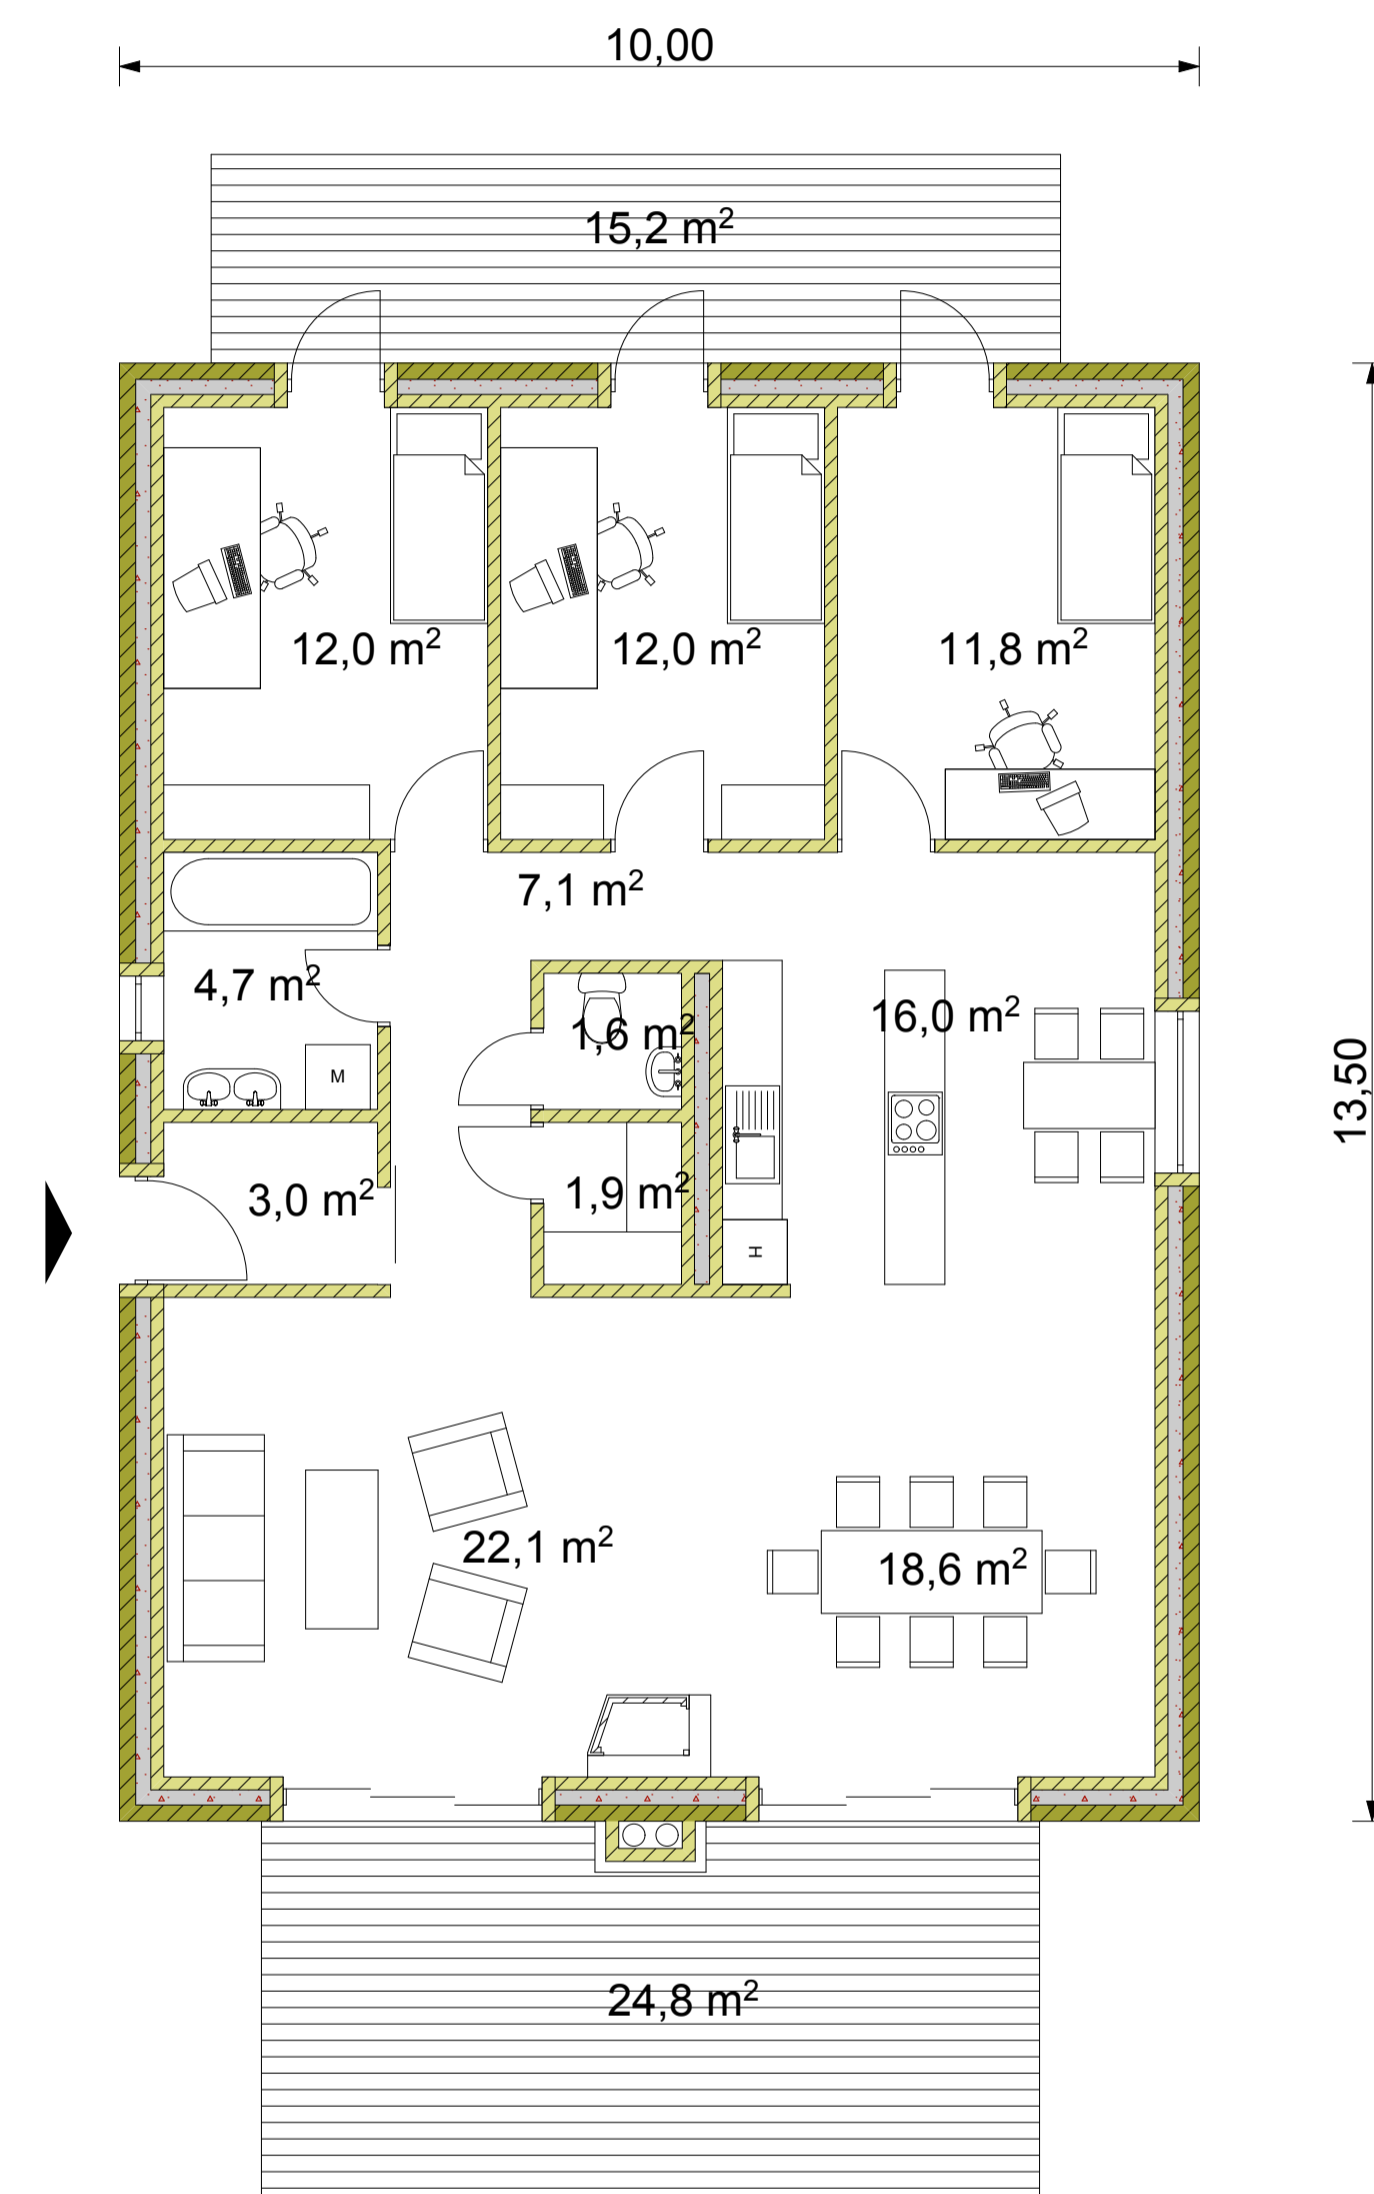 10,00
15,2 m²
12,0 m²
12,0 m²
11,8 m²
7,1 m²
4,7 m²
1,6 m²
16,0 m²
M
13,50
3,0 m²
1,9 m²
H
22,1 m²
18,6 m²
24,8 m²